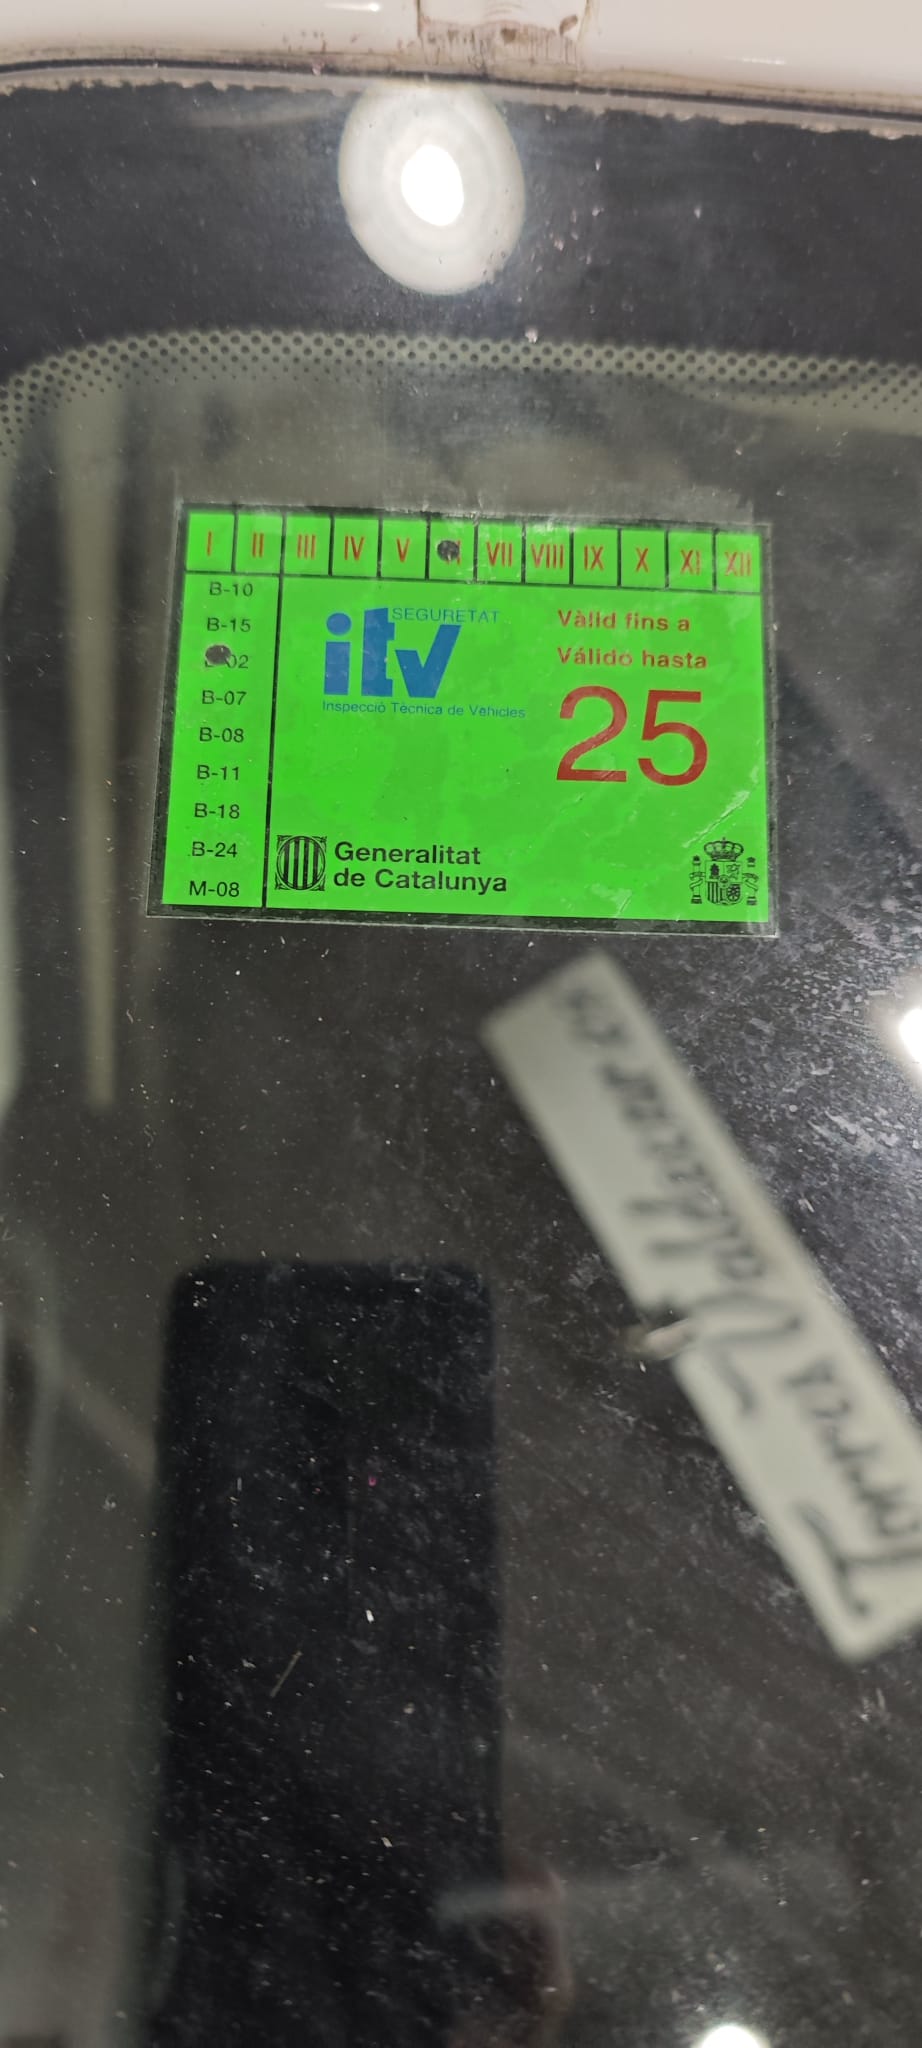 I II III IV V VII VIII IX X XI XII
B-10
B-15
02
B-07
B-08
B-11
B-18
B-24
M-08
SEGURETAT
itv
Inspecció Tècnica de Vehicles
Vàlid fins a
Válido hasta
25
Generalitat
de Catalunya